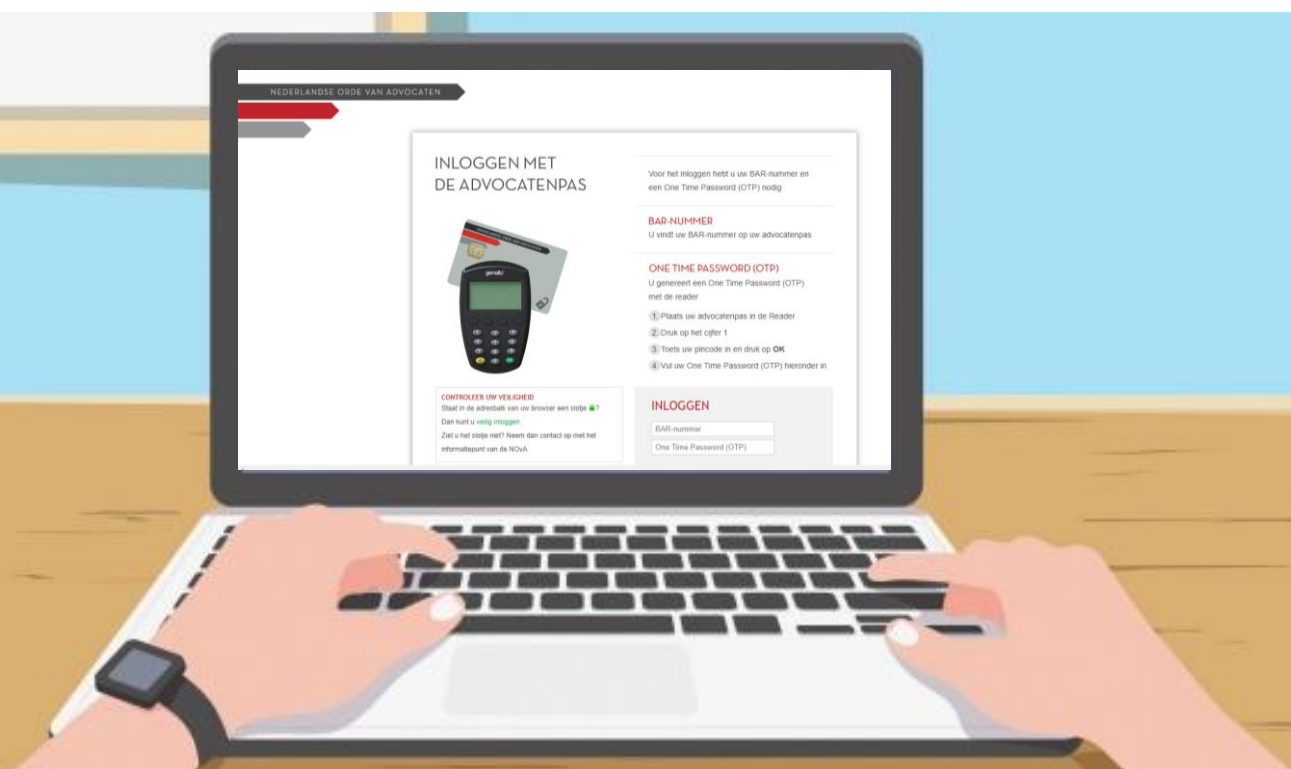 NEDERLANDSE ORDE VAN ADVOCATEN
INLOGGEN MET
DE ADVOCATENPAS
gemalto
Voor het inloggen hebt u uw BAR-nummer en
een One Time Password (OTP) nodig
BAR-NUMMER
U vindt uw BAR-nummer op uw advocatenpas
ONE TIME PASSWORD (OTP)
U genereert een One Time Password (OTP)
met de reader
1. Plaats uw advocatenpas in de Reader
2. Druk op het cijfer 1
3. Toets uw pincode in en druk op OK
4. Vul uw One Time Password (OTP) hieronder in
CONTROLEER UW VEILIGHEID
Staat in de adresbalk van uw browser een slotje ?
Dan kunt u veilig inloggen.
Ziet u het slotje niet? Neem dan contact op met het
informatiepunt van de NOvA.
INLOGGEN
BAR-nummer
One Time Password (OTP)